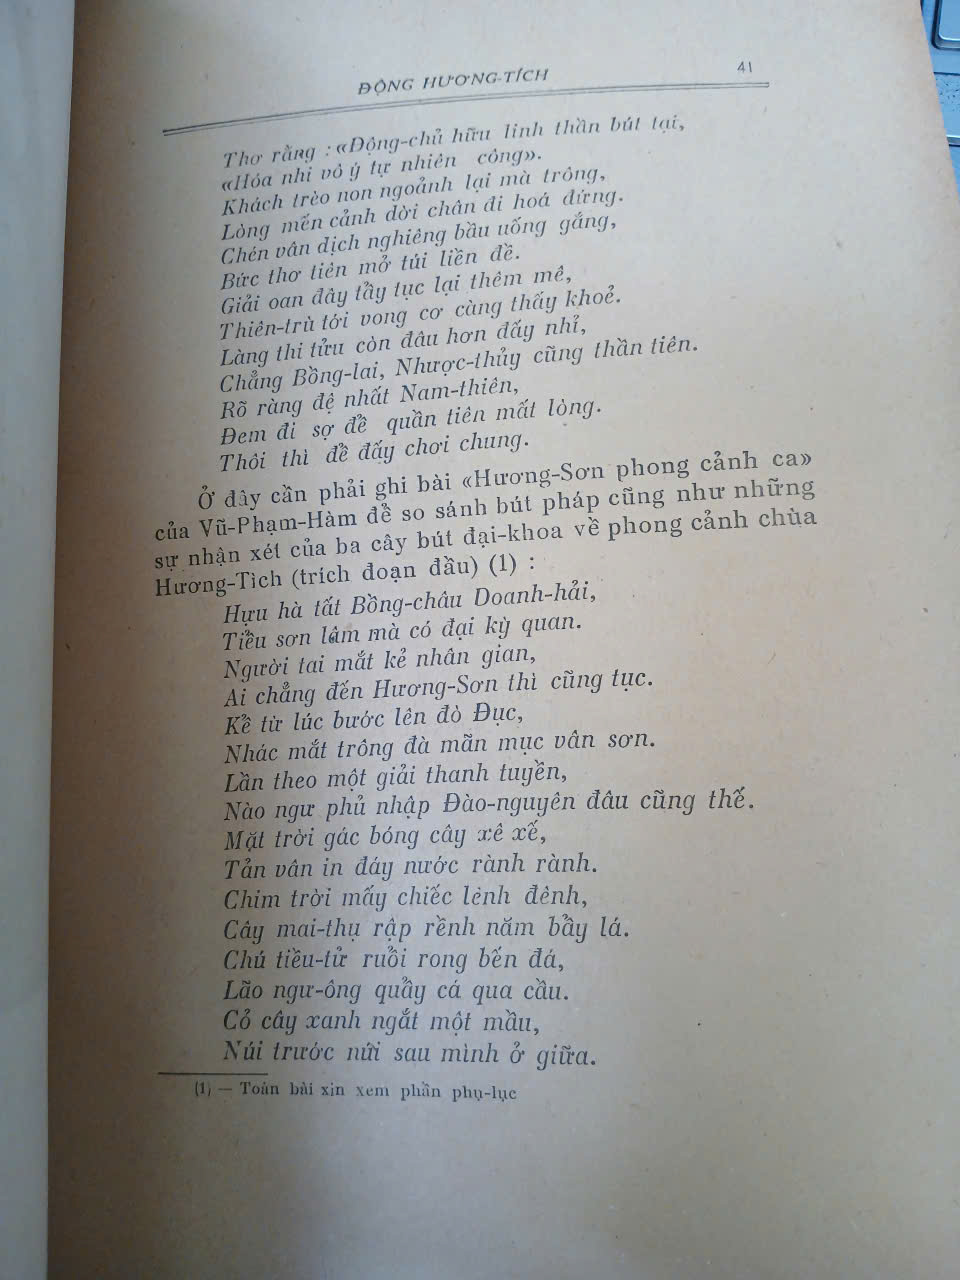 ĐỘNG HƯƠNG-TÍCH 41
Thơ rằng : «Động-chủ hữu linh thần bút tại,
«Hóa nhi vô ý tự nhiên công».
Khách trèo non ngoảnh lại mà trông,
Lòng mến cảnh dời chân đi hoá đứng.
Chén vân dịch nghiêng bầu uống gắng,
Bức thơ tiên mở túi liền đề.
Giải oan đây tẩy tục lại thêm mê,
Thiên-trù tới vong cơ càng thấy khoẻ.
Làng thi tửu còn đâu hơn đấy nhỉ,
Chẳng Bồng-lai, Nhược-thủy cũng thần tiên.
Rõ ràng đệ nhất Nam-thiên,
Đem đi sợ để quần tiên mất lòng.
Thôi thì để đấy chơi chung.
Ở đây cần phải ghi bài «Hương-Sơn phong cảnh ca»
của Vũ-Phạm-Hàm để so sánh bút pháp cũng như những
sự nhận xét của ba cây bút đại-khoa về phong cảnh chùa
Hương-Tích (trích đoạn đầu) (1) :
Hựu hà tất Bồng-châu Doanh-hải,
Tiểu sơn lâm mà có đại kỳ quan.
Người tai mắt kẻ nhân gian,
Ai chẳng đến Hương-Sơn thì cũng tục.
Kể từ lúc bước lên đò Đục,
Nhác mắt trông đà mãn mục vân sơn.
Lần theo một giải thanh tuyền,
Nào ngư phủ nhập Đào-nguyên đâu cũng thế.
Mặt trời gác bóng cây xê xế,
Tản vân in đáy nước rành rành.
Chim trời mấy chiếc lênh đênh,
Cây mai-thụ rập rềnh năm bẩy lá.
Chú tiều-tử ruổi rong bến đá,
Lão ngư-ông quẩy cá qua cầu.
Cỏ cây xanh ngắt một mầu,
Núi trước núi sau mình ở giữa.
(1) — Toàn bài xin xem phần phụ-lục